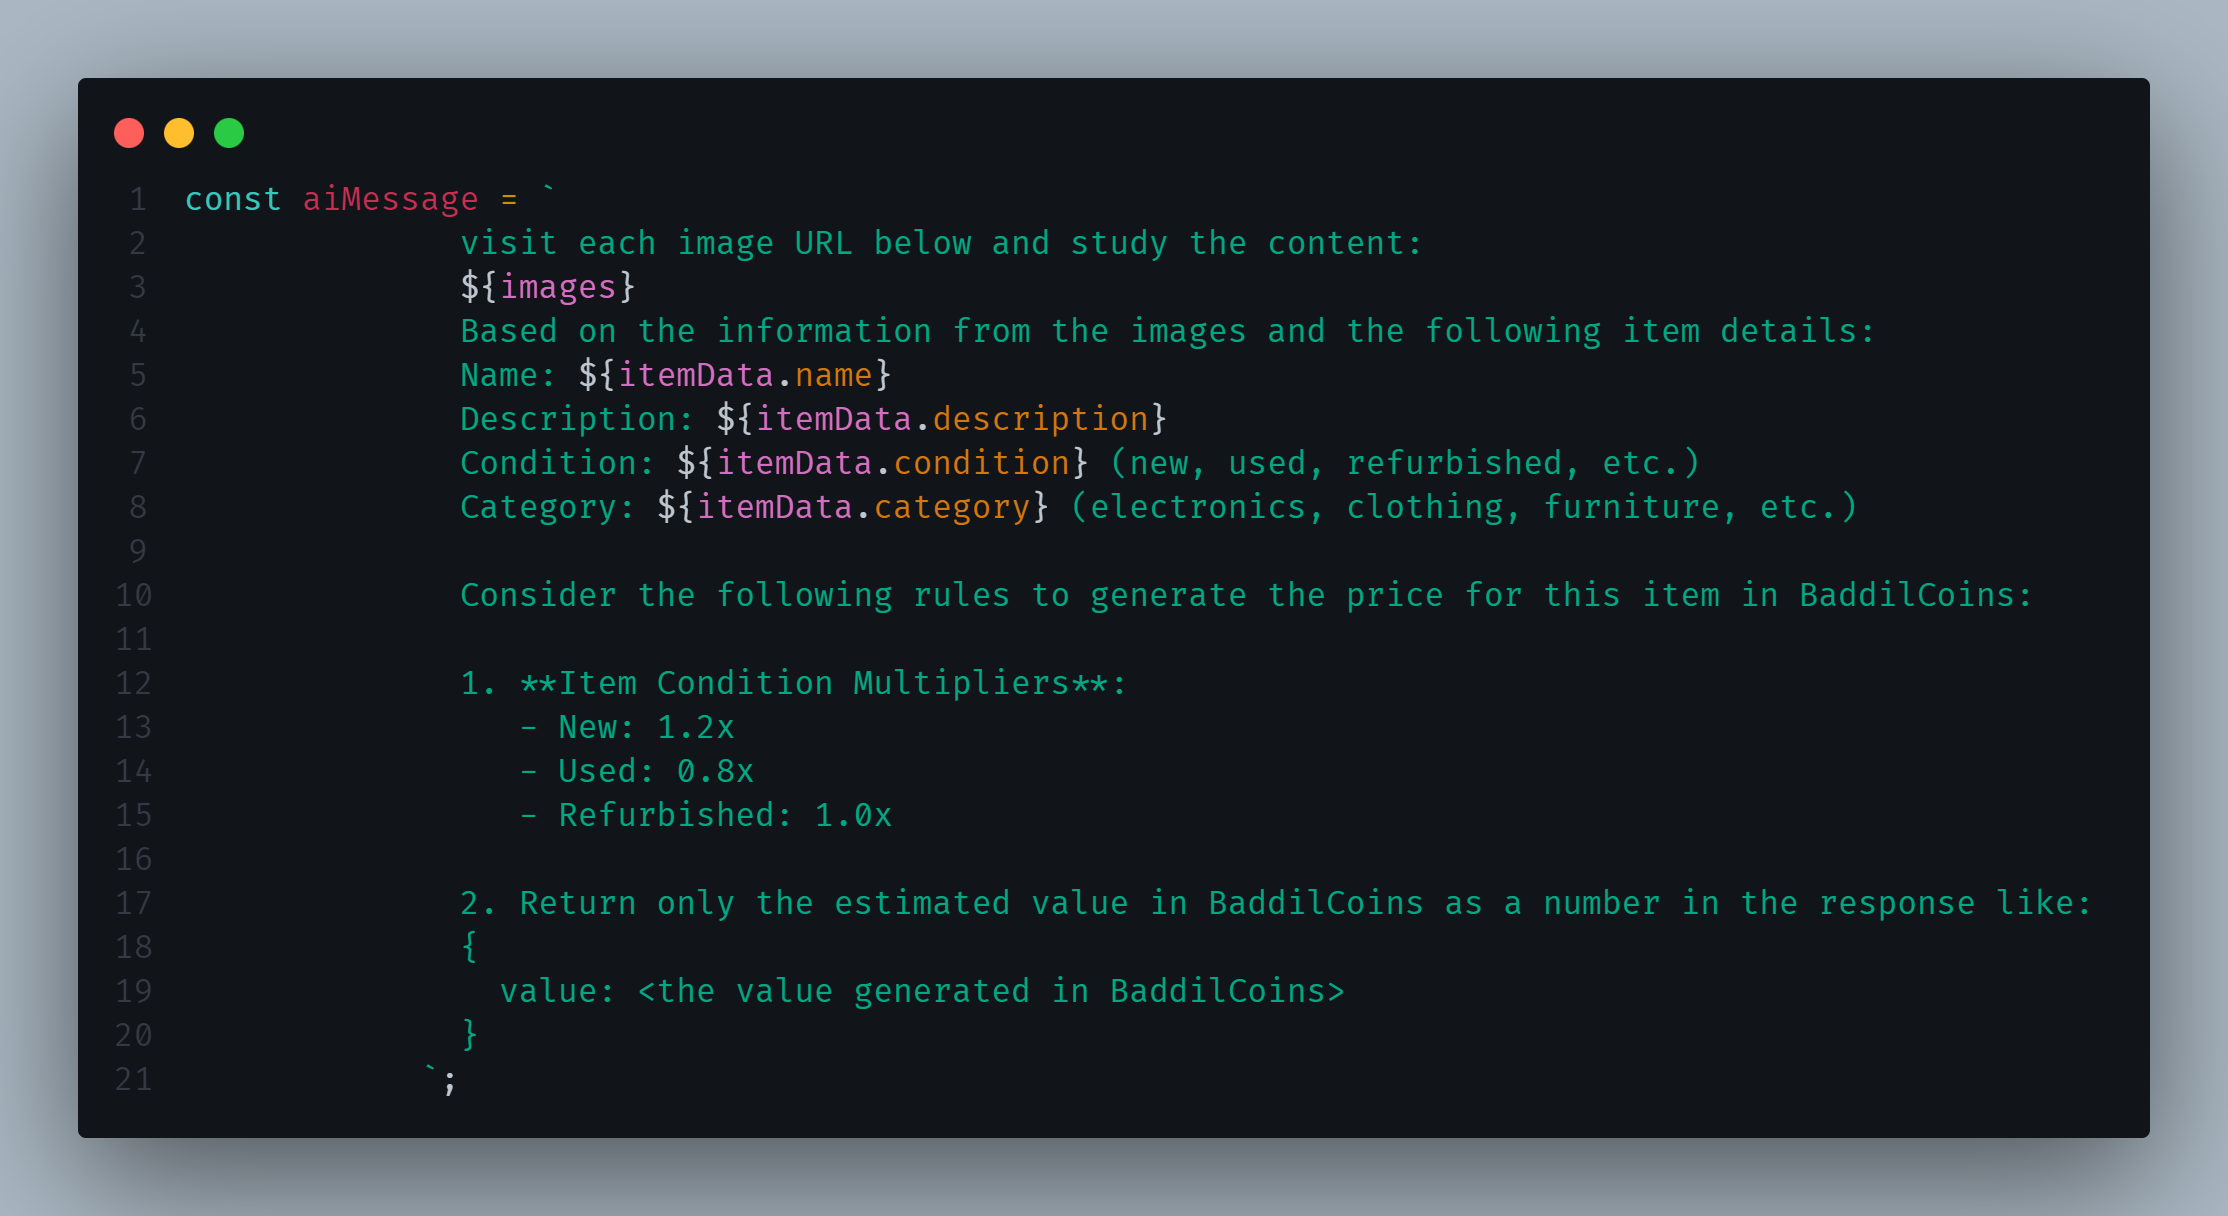 1 const aiMessage = `
2 visit each image URL below and study the content:
3 ${images}
4 Based on the information from the images and the following item details:
5 Name: ${itemData.name}
6 Description: ${itemData.description}
7 Condition: ${itemData.condition} (new, used, refurbished, etc.)
8 Category: ${itemData.category} (electronics, clothing, furniture, etc.)
9
10 Consider the following rules to generate the price for this item in BaddilCoins:
11
12 1. **Item Condition Multipliers**:
13 - New: 1.2x
14 - Used: 0.8x
15 - Refurbished: 1.0x
16
17 2. Return only the estimated value in BaddilCoins as a number in the response like:
18 {
19 value: <the value generated in BaddilCoins>
20 }
21 `;